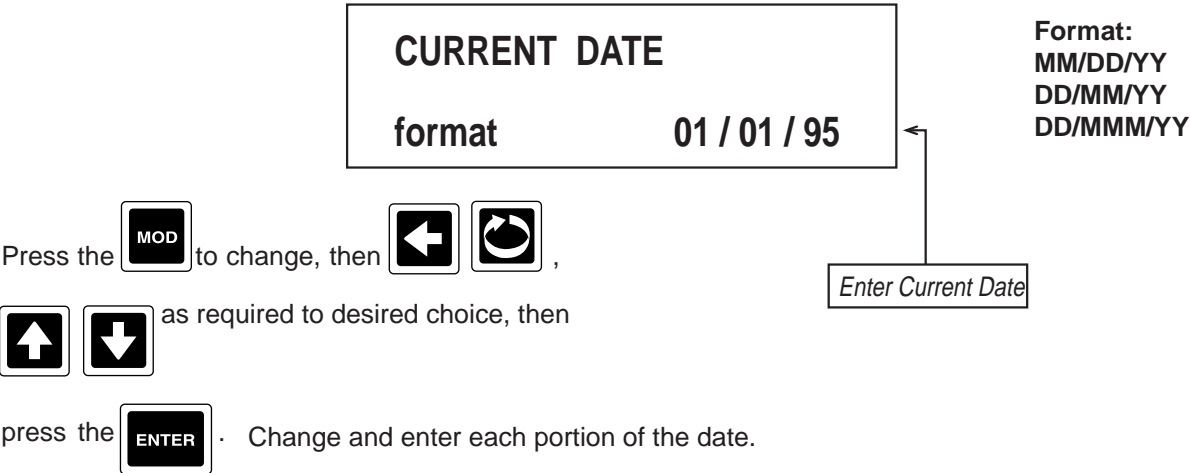 CURRENT DATE
format 01 / 01 / 95
Format:
MM/DD/YY
DD/MM/YY
DD/MMM/YY
Enter Current Date
Press the MOD to change, then ,
as required to desired choice, then
press the ENTER . Change and enter each portion of the date.